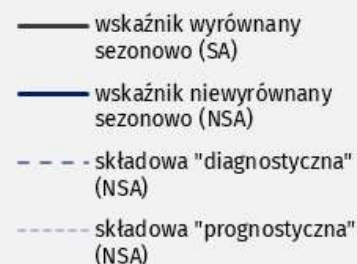 wskaźnik wyrównany
sezonowo (SA)
wskaźnik niewyrównany
sezonowo (NSA)
składowa "diagnostyczna"
(NSA)
składowa "prognostyczna"
(NSA)